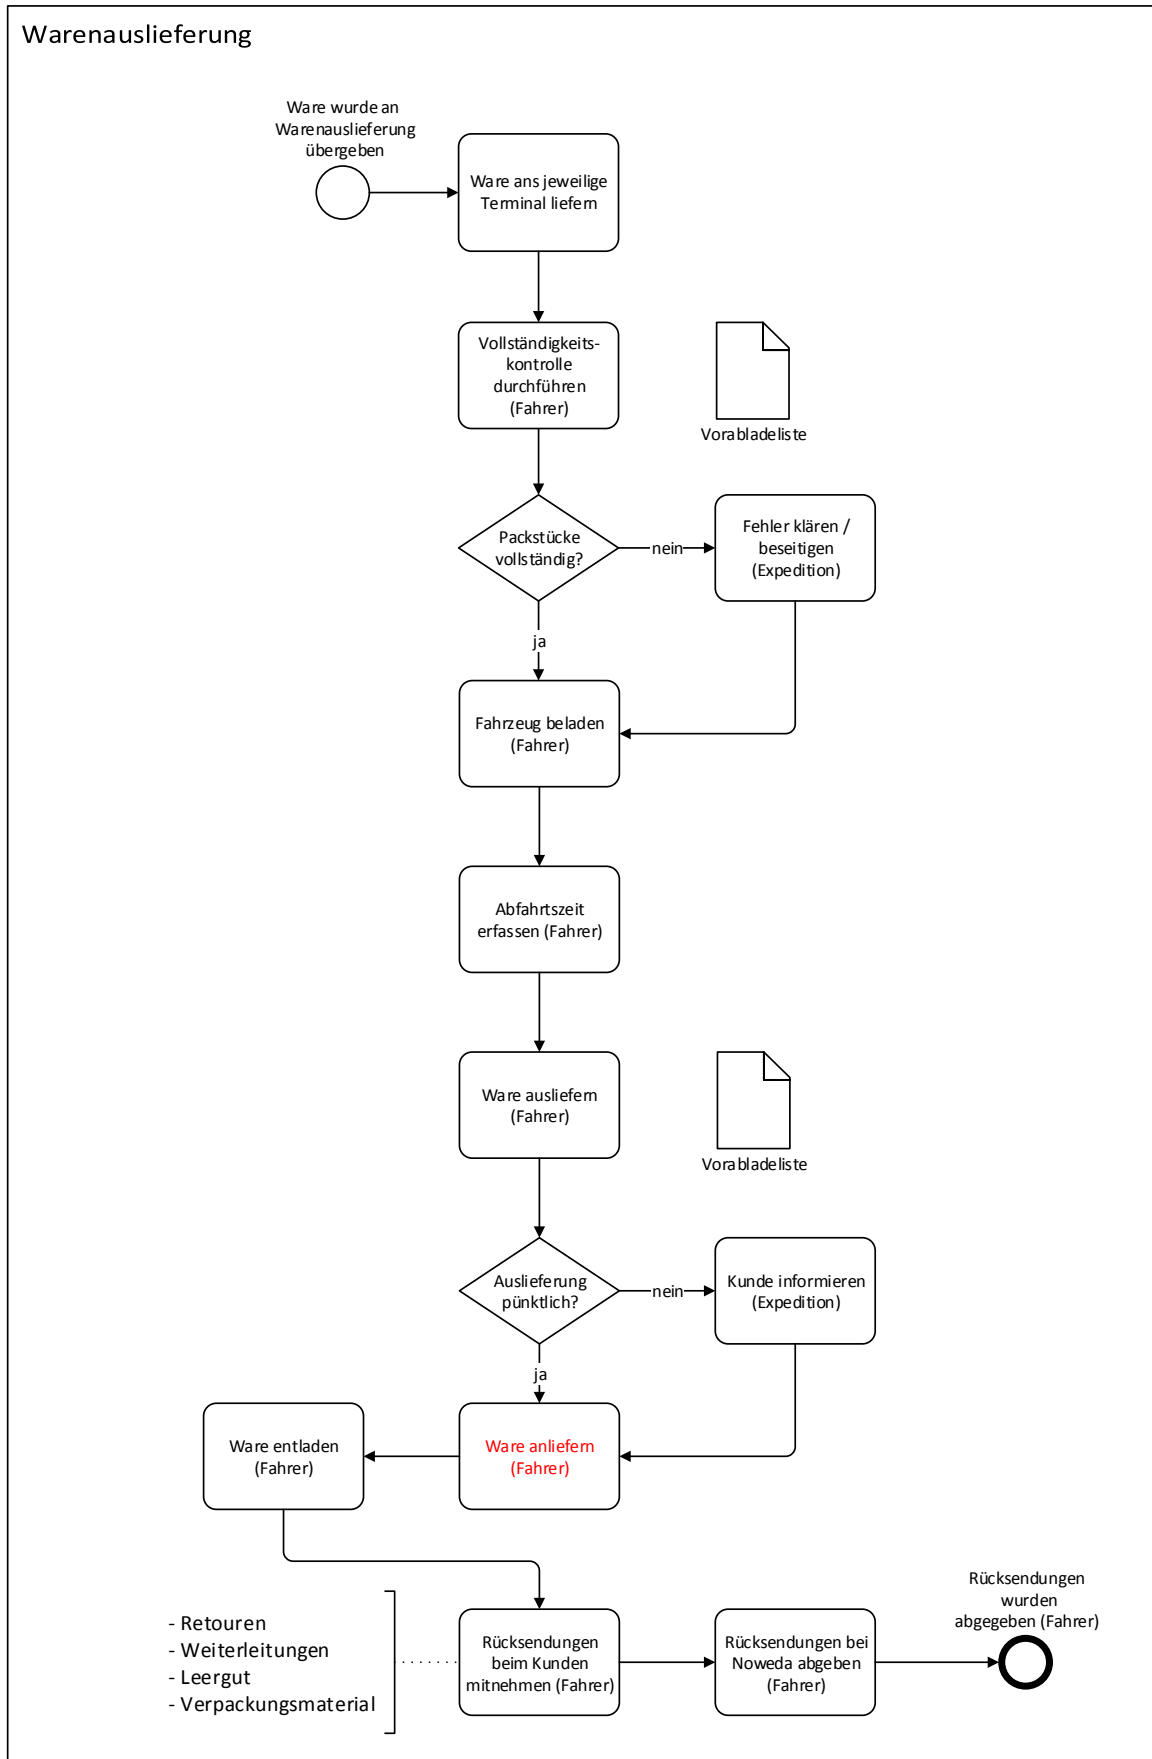 Warenauslieferung
Ware wurde an
Warenauslieferung
übergeben
Ware ans jeweilige
Terminal liefern
Vollständigkeits-
kontrolle
durchführen
(Fahrer)
Vorabladeliste
Packstücke
vollständig?
nein
Fehler klären /
beseitigen
(Expedition)
ja
Fahrzeug beladen
(Fahrer)
Abfahrtszeit
erfassen (Fahrer)
Ware ausliefern
(Fahrer)
Vorabladeliste
Auslieferung
pünktlich?
nein
Kunde informieren
(Expedition)
ja
Ware anliefern
(Fahrer)
Ware entladen
(Fahrer)
- Retouren
- Weiterleitungen
- Leergut
- Verpackungsmaterial
Rücksendungen
beim Kunden
mitnehmen (Fahrer)
Rücksendungen bei
Noweda abgeben
(Fahrer)
Rücksendungen
wurden
abgegeben (Fahrer)